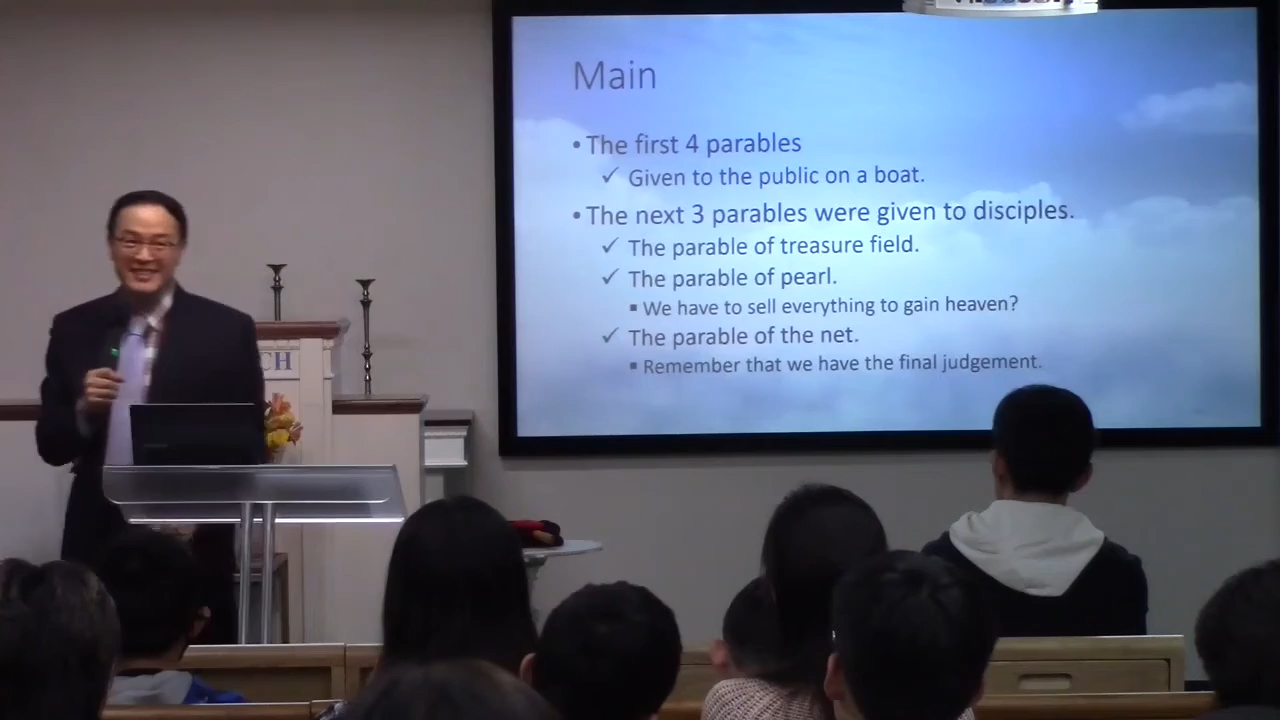 Main
• The first 4 parables
✓ Given to the public on a boat.
• The next 3 parables were given to disciples.
✓ The parable of treasure field.
✓ The parable of pearl.
▪ We have to sell everything to gain heaven?
✓ The parable of the net.
▪ Remember that we have the final judgement.
CH